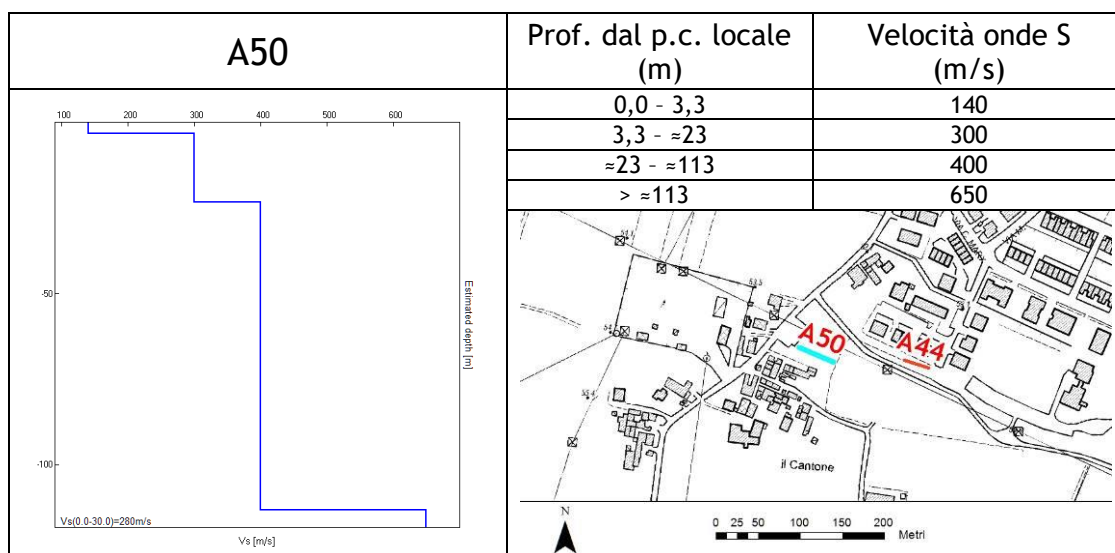 A50
Prof. dal p.c. locale
(m)
Velocità onde S
(m/s)
0,0 – 3,3 140
3,3 – ≈23 300
≈23 – ≈113 400
> ≈113 650
100 200 300 400 500 600
-50
-100
Estimated depth [m]
Vs(0.0-30.0)=280m/s
Vs [m/s]
A50
A44
il Cantone
N
0 25 50 100 150 200
Metri